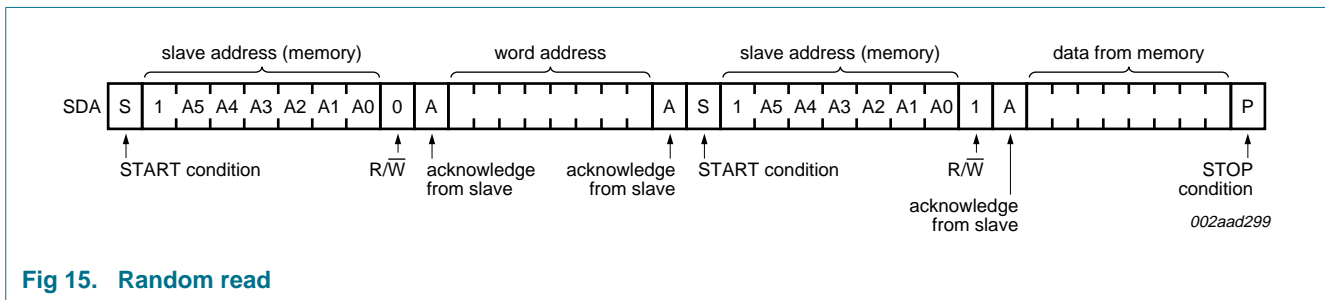 slave address (memory) word address slave address (memory) data from memory
SDA S 1 A5 A4 A3 A2 A1 A0 0 A A S 1 A5 A4 A3 A2 A1 A0 1 A P
START condition R/W̅ acknowledge from slave acknowledge from slave START condition R/W̅ acknowledge from slave STOP condition
002aad299
Fig 15. Random read